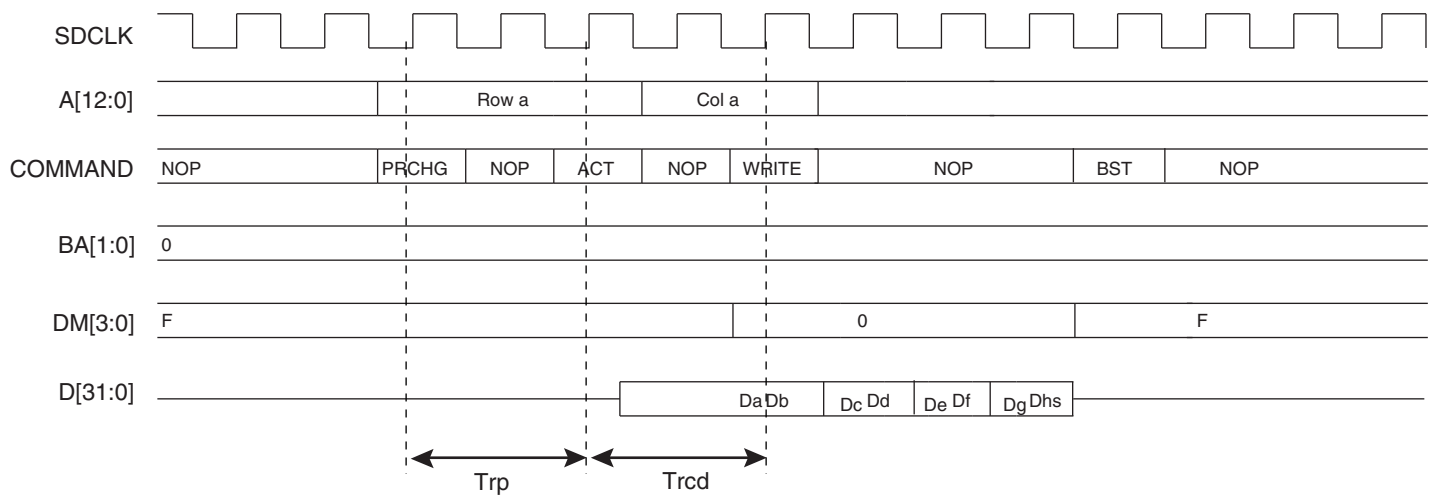 SDCLK
A[12:0] Row a Col a
COMMAND NOP PRCHG NOP ACT NOP WRITE NOP BST NOP
BA[1:0] 0
DM[3:0] F 0 F
D[31:0] Da Db Dc Dd De Df Dg Dhs
Trp Trcd